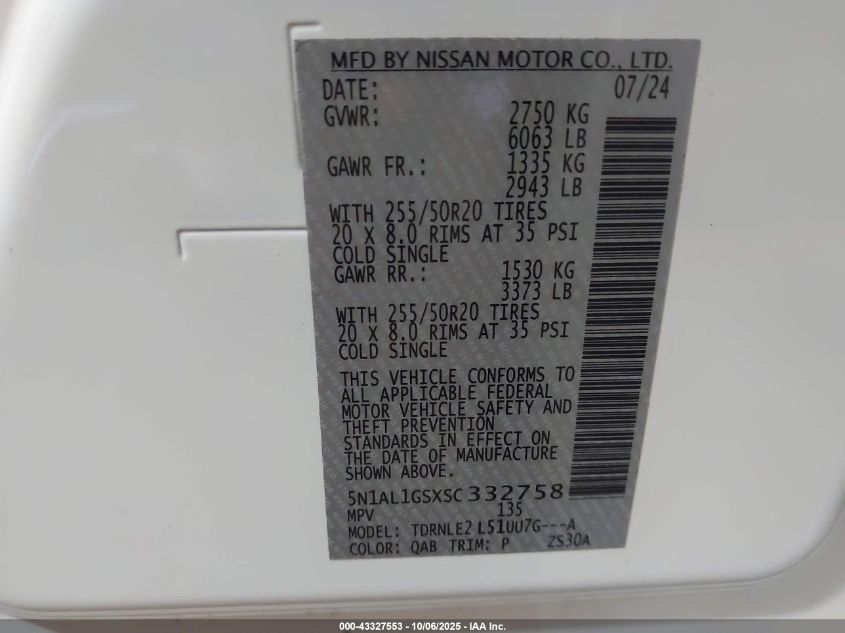 MFD BY NISSAN MOTOR CO., LTD.
DATE: 07/24
GVWR: 2750 KG
6063 LB
GAWR FR.: 1335 KG
2943 LB
WITH 255/50R20 TIRES
20 X 8.0 RIMS AT 35 PSI
COLD SINGLE
GAWR RR.: 1530 KG
3373 LB
WITH 255/50R20 TIRES
20 X 8.0 RIMS AT 35 PSI
COLD SINGLE
THIS VEHICLE CONFORMS TO
ALL APPLICABLE FEDERAL
MOTOR VEHICLE SAFETY AND
THEFT PREVENTION
STANDARDS IN EFFECT ON
THE DATE OF MANUFACTURE
SHOWN ABOVE.
5N1AL1GSXSC332758
MPV 135
MODEL: TDRNLE2 L51UU7G---A
COLOR: QAB TRIM: P ZS30A
000-43327553 - 10/06/2025 - IAA Inc.